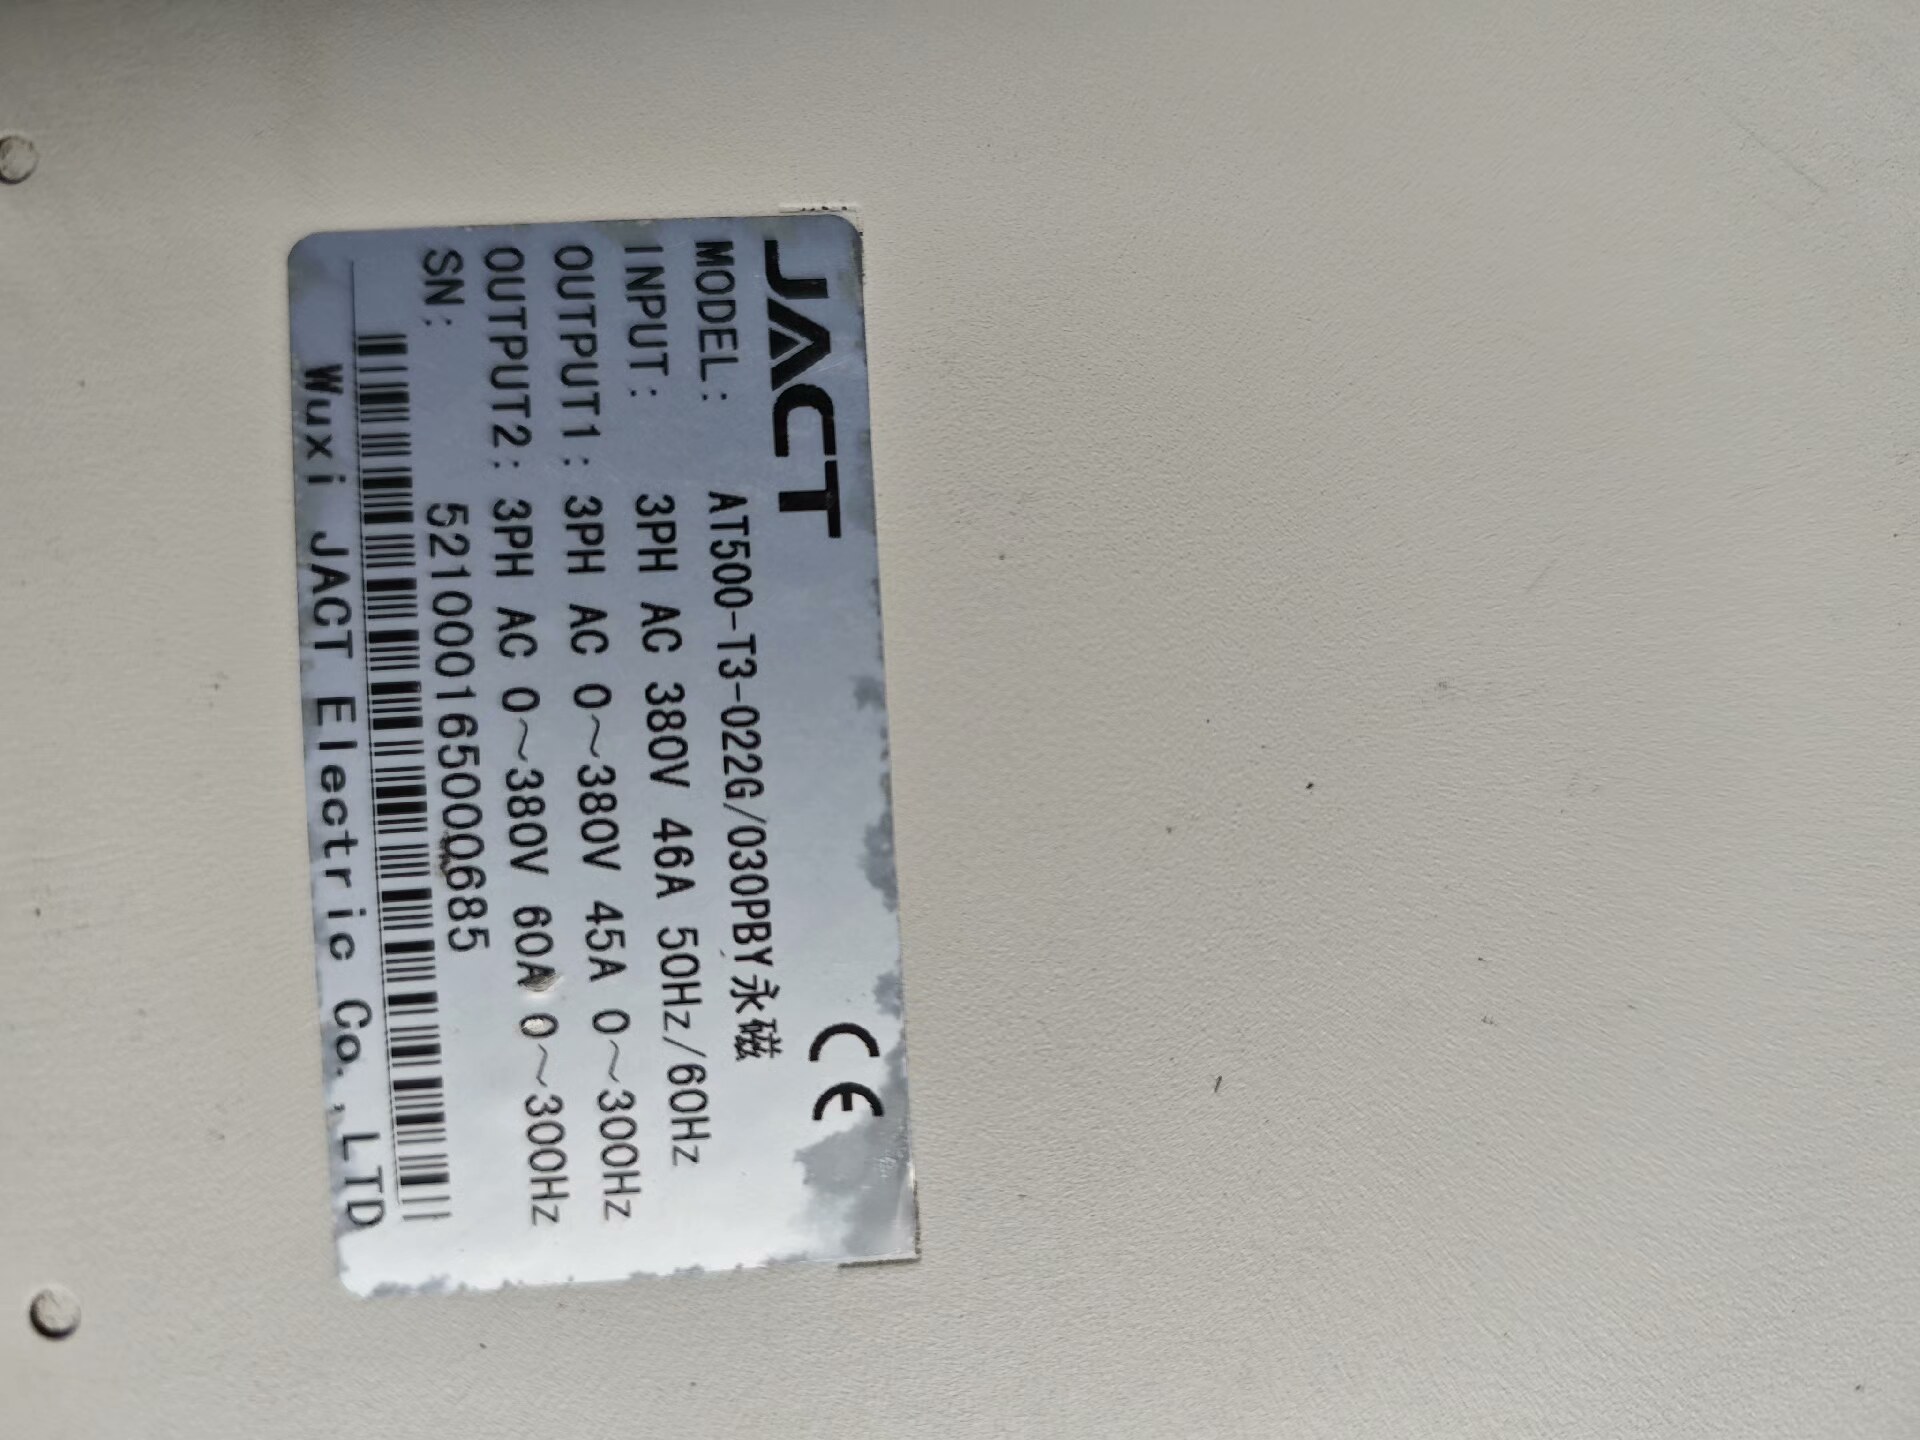 JACT CE
MODEL: AT500-T3-022G/030PBY永磁
INPUT: 3PH AC 380V 46A 50Hz/60Hz
OUTPUT1: 3PH AC 0～380V 45A 0～300Hz
OUTPUT2: 3PH AC 0～380V 60A 0～300Hz
SN: 5210001650000685
Wuxi JACT Electric Co.,LTD